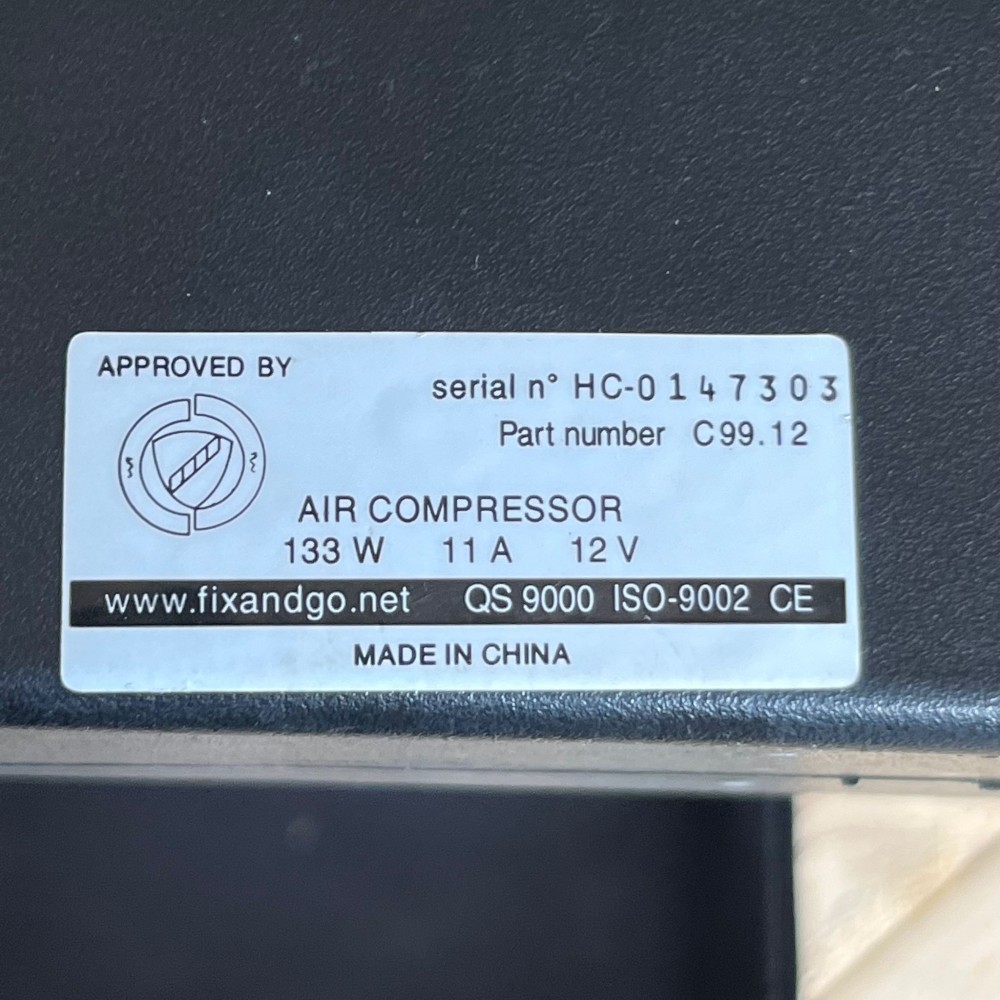 APPROVED BY
serial n° HC-0147303
Part number C99.12
AIR COMPRESSOR
133 W 11 A 12 V
www.fixandgo.net QS 9000 ISO-9002 CE
MADE IN CHINA